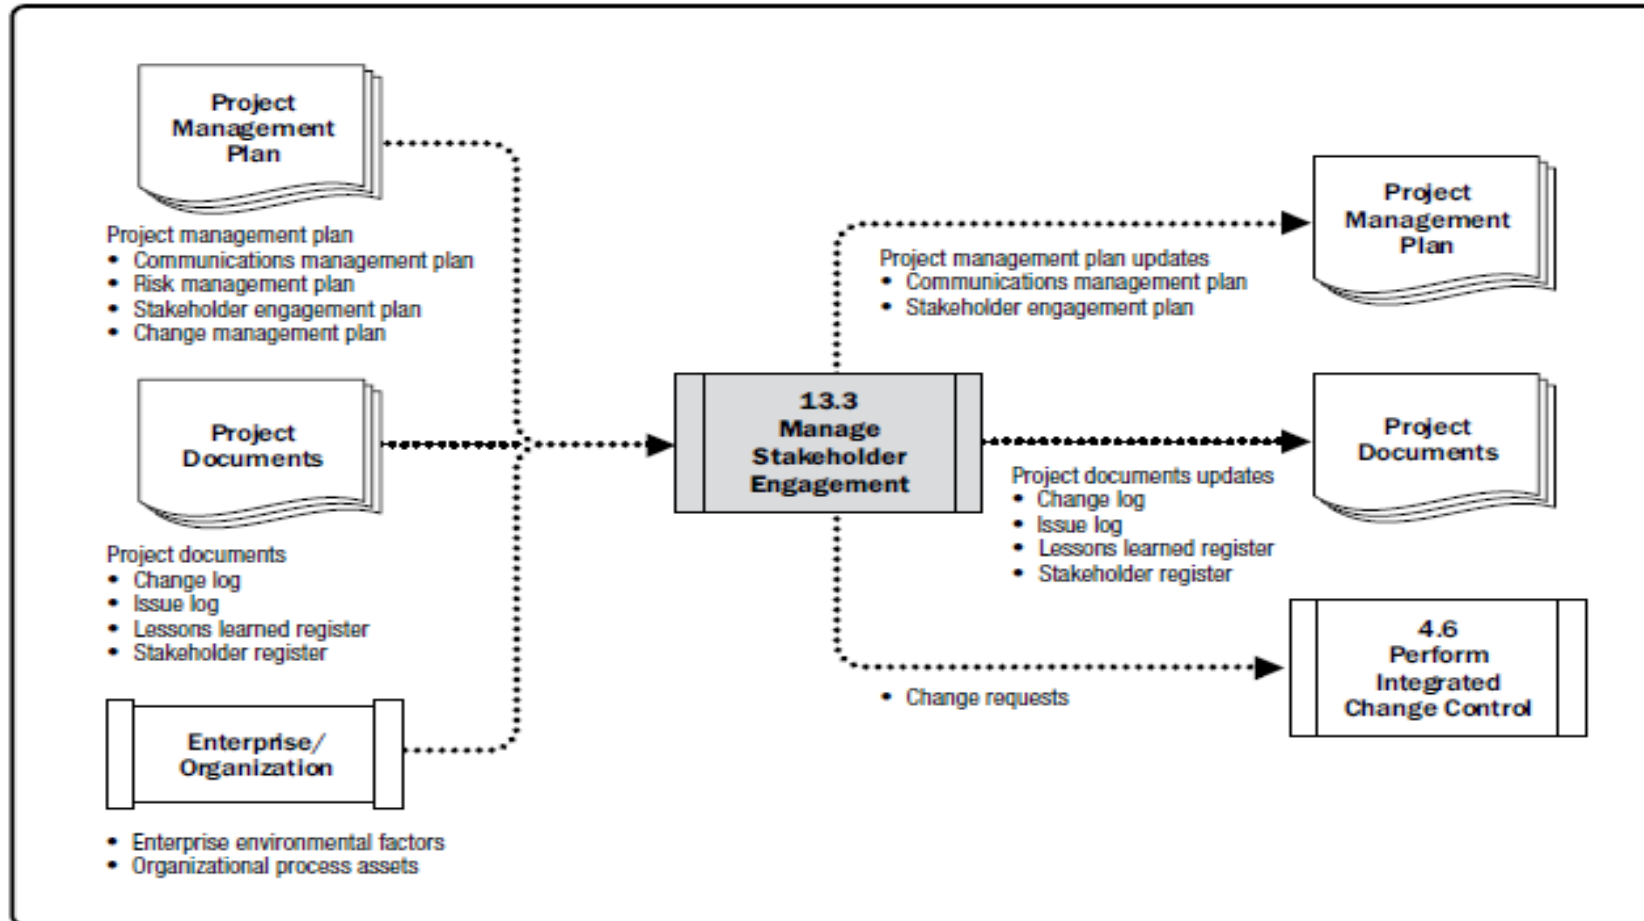 Project
Management
Plan
Project management plan
• Communications management plan
• Risk management plan
• Stakeholder engagement plan
• Change management plan
Project
Documents
Project documents
• Change log
• Issue log
• Lessons learned register
• Stakeholder register
Enterprise/
Organization
• Enterprise environmental factors
• Organizational process assets
13.3
Manage
Stakeholder
Engagement
Project management plan updates
• Communications management plan
• Stakeholder engagement plan
Project
Management
Plan
Project documents updates
• Change log
• Issue log
• Lessons learned register
• Stakeholder register
Project
Documents
• Change requests
4.6
Perform
Integrated
Change Control